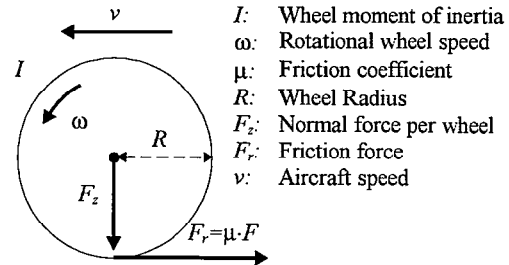 v
I
ω
R
F_z
F_r=μ·F
I: Wheel moment of inertia
ω: Rotational wheel speed
μ: Friction coefficient
R: Wheel Radius
F_z: Normal force per wheel
F_r: Friction force
v: Aircraft speed